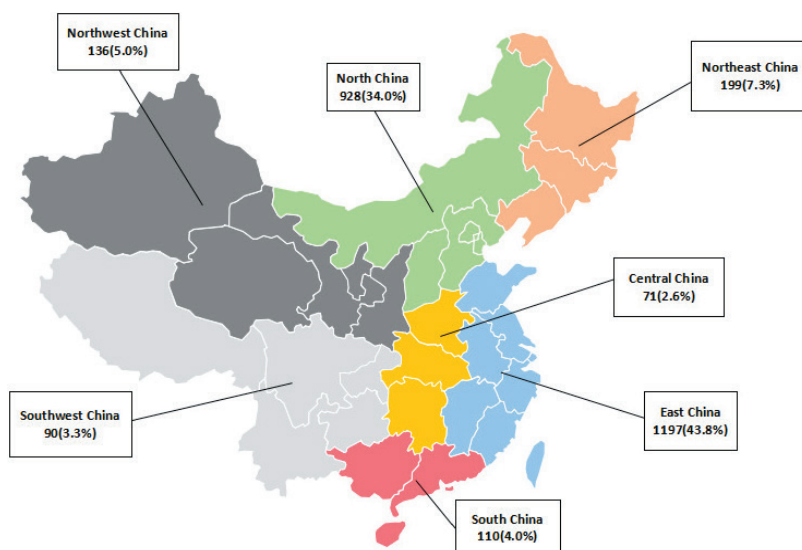 Northwest China
136(5.0%)
North China
928(34.0%)
Northeast China
199(7.3%)
Central China
71(2.6%)
East China
1197(43.8%)
Southwest China
90(3.3%)
South China
110(4.0%)